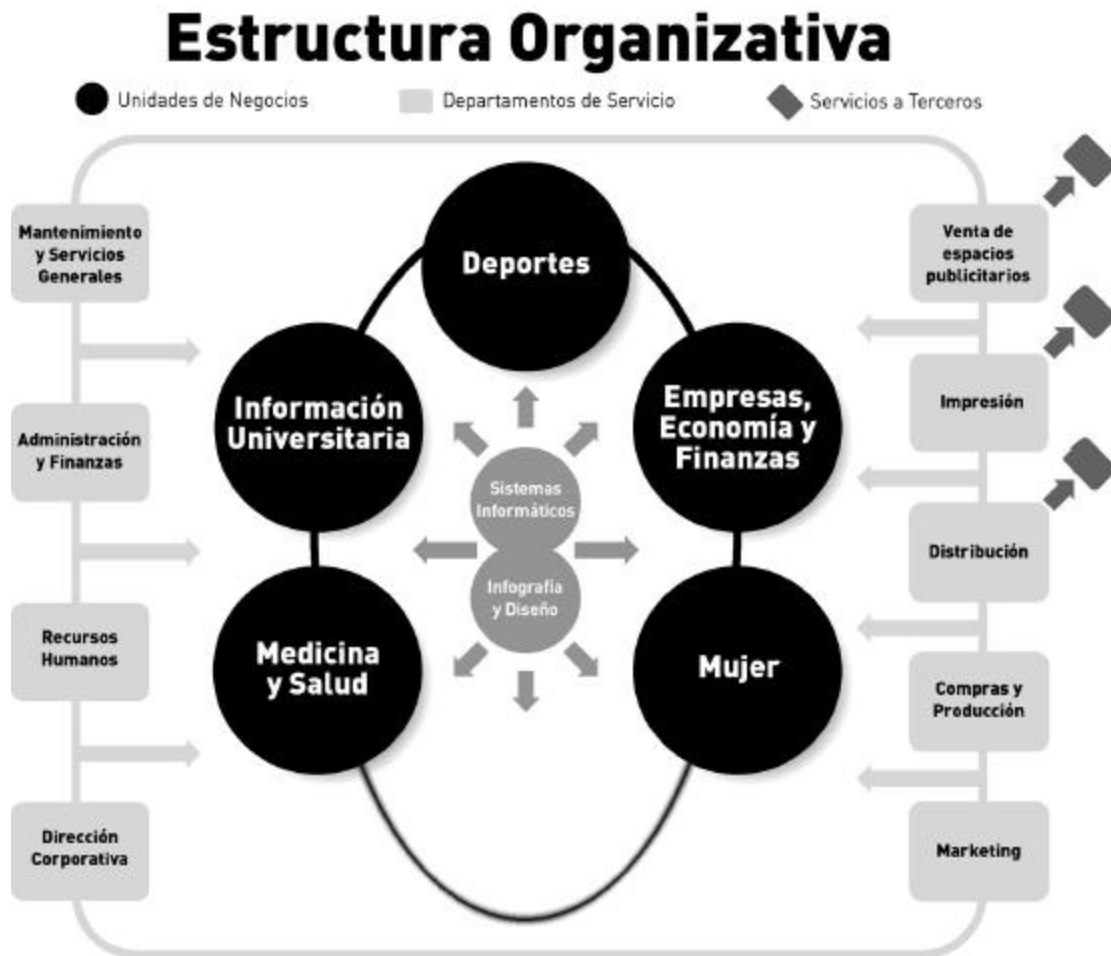 Estructura Organizativa
Unidades de Negocios
Departamentos de Servicio
Servicios a Terceros
Mantenimiento
y Servicios
Generales
Administración
y Finanzas
Recursos
Humanos
Dirección
Corporativa
Deportes
Información
Universitaria
Empresas,
Economía y
Finanzas
Sistemas
Informáticos
Infografía
y Diseño
Medicina
y Salud
Mujer
Venta de
espacios
publicitarios
Impresión
Distribución
Compras y
Producción
Marketing